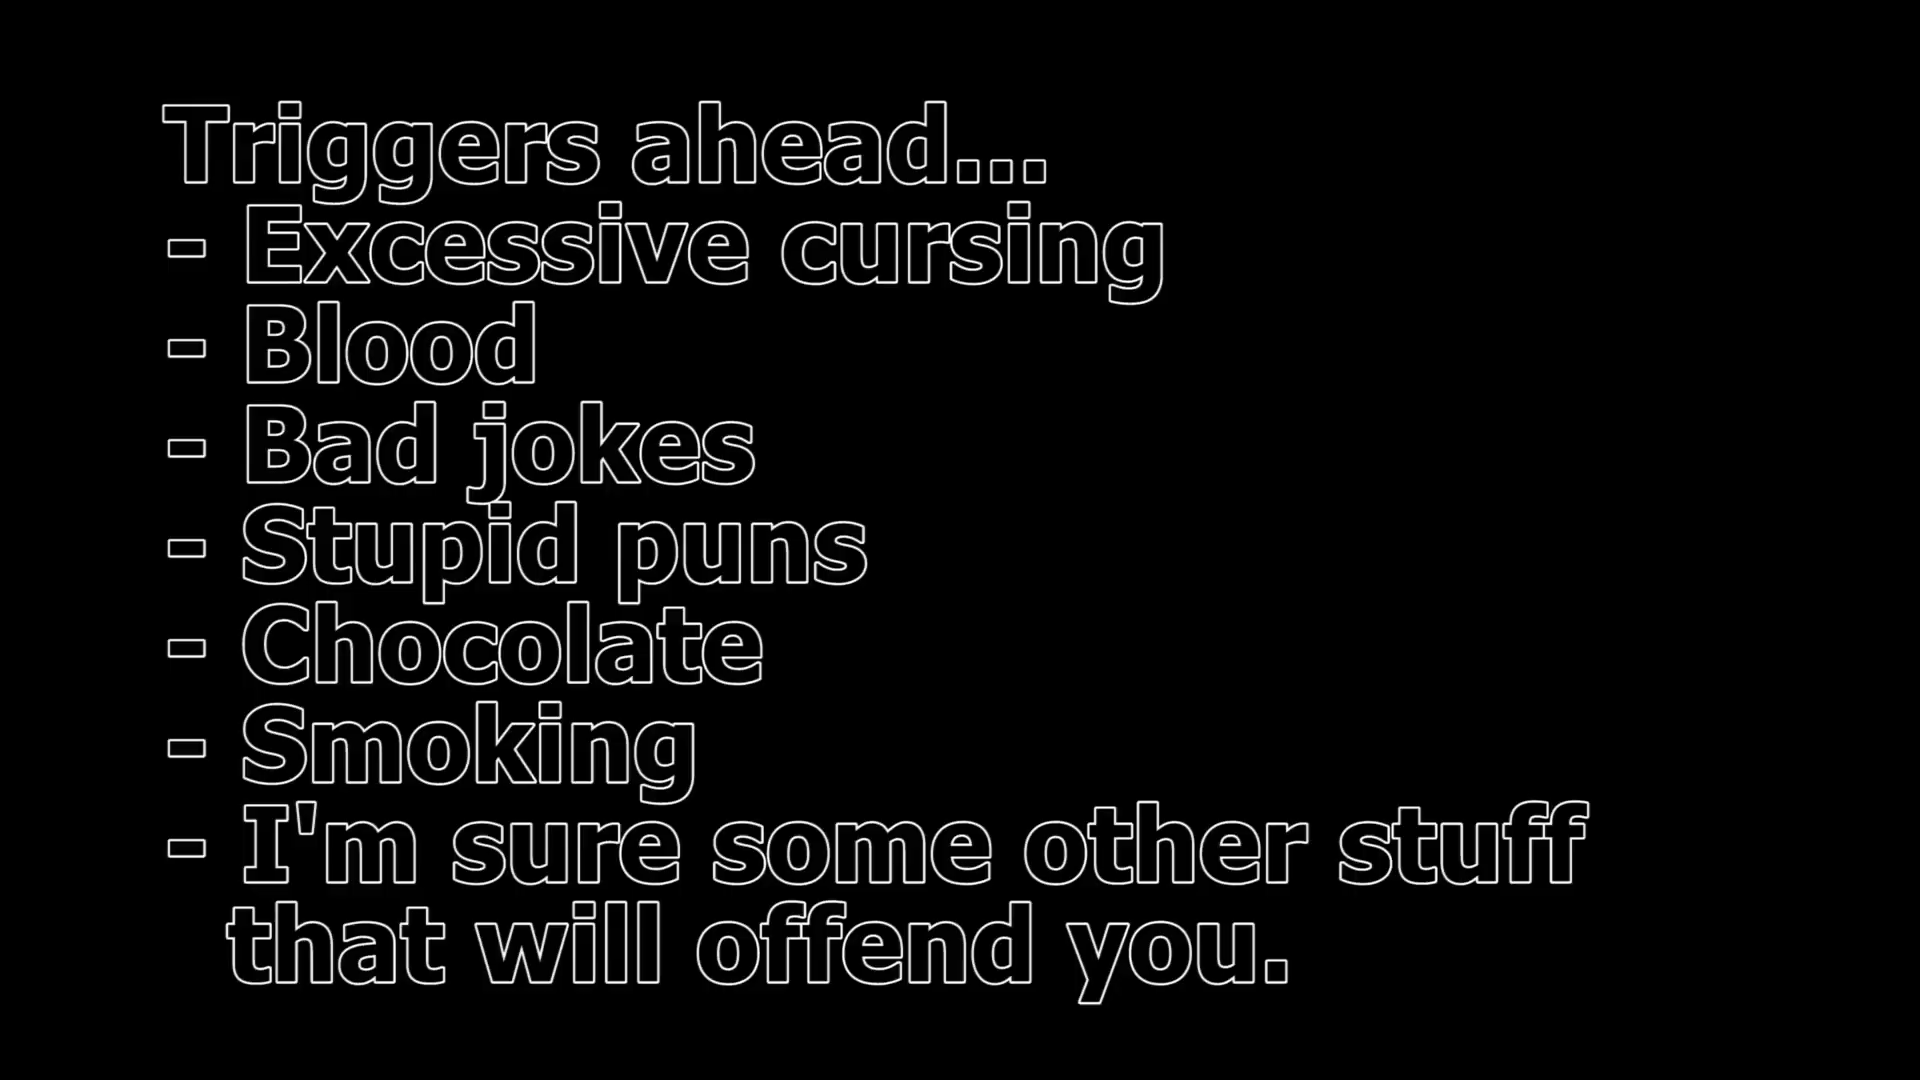 Triggers ahead...
- Excessive cursing
- Blood
- Bad jokes
- Stupid puns
- Chocolate
- Smoking
- I'm sure some other stuff
that will offend you.